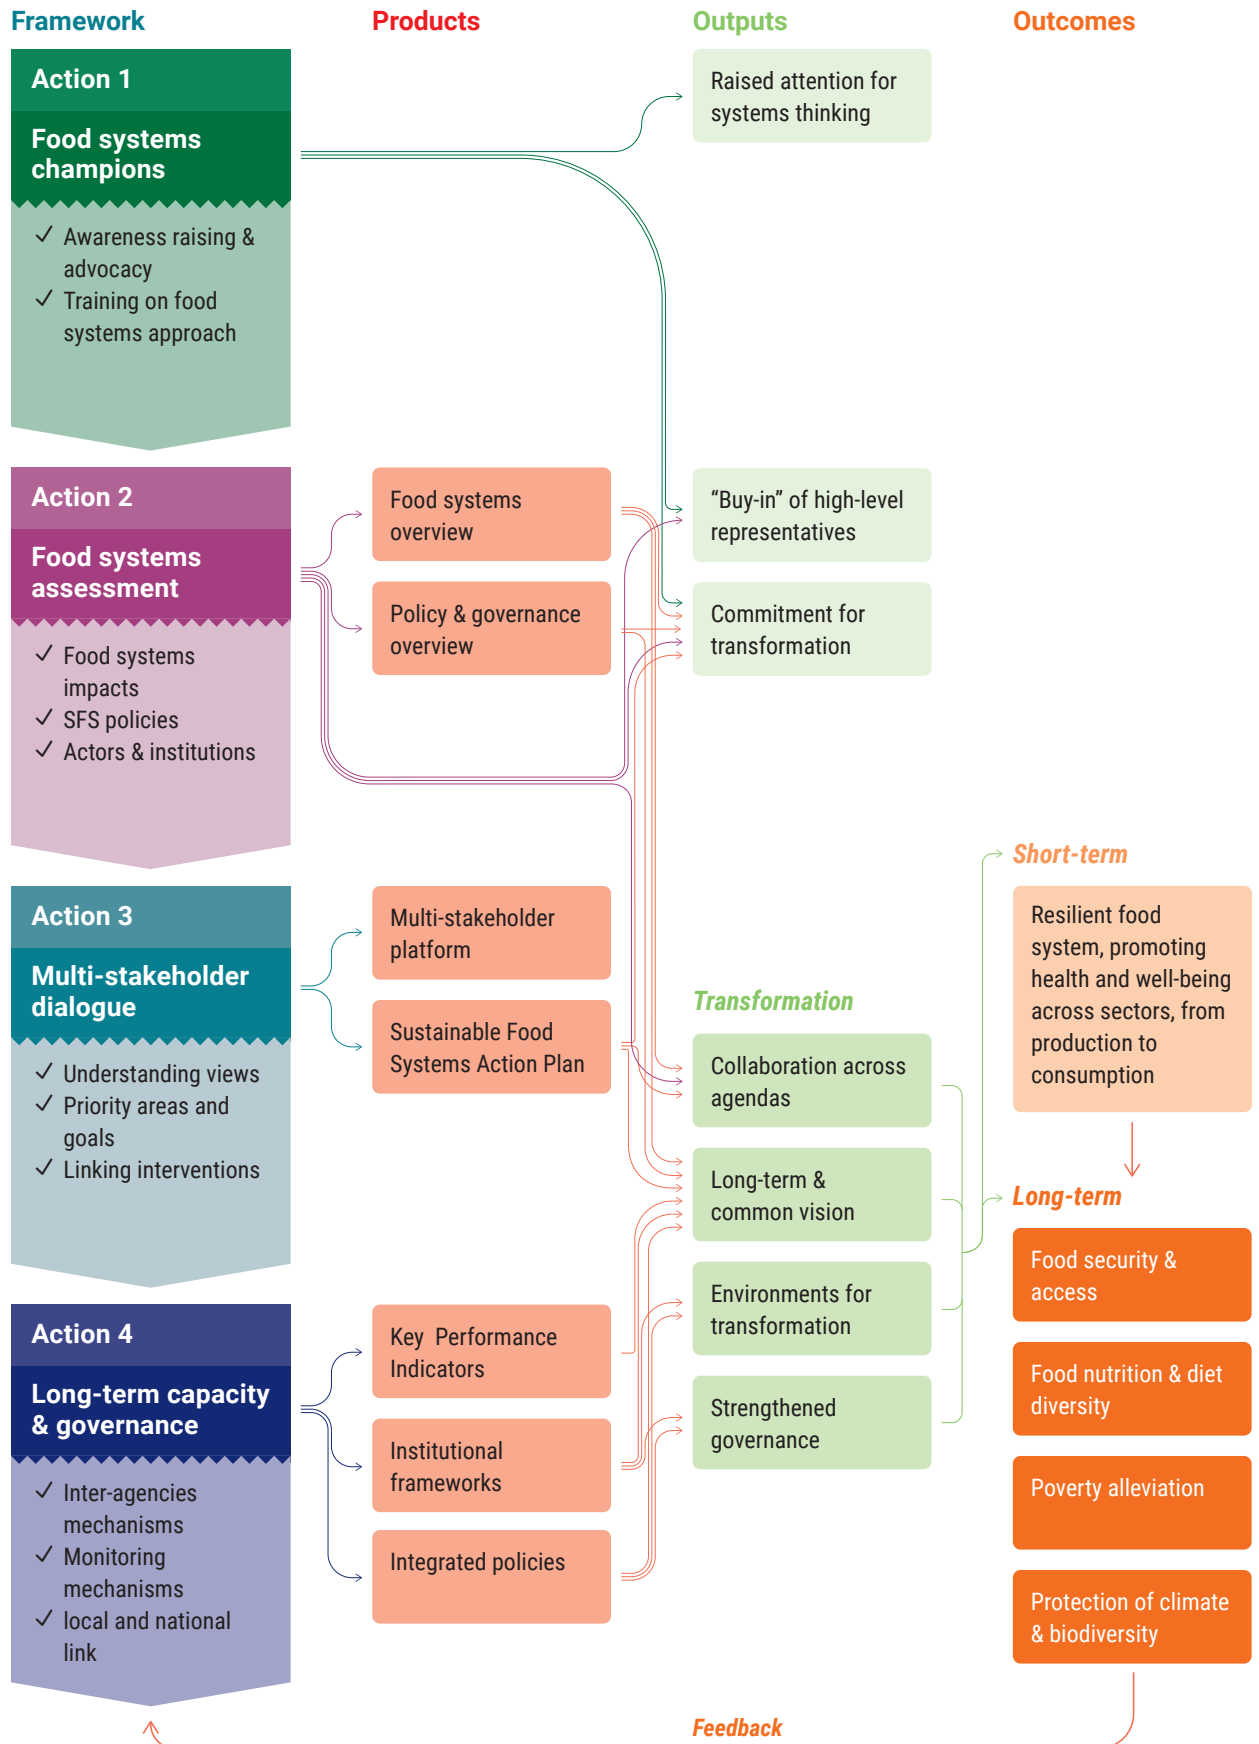 Framework
Products
Outputs
Outcomes
Action 1
Food systems
champions
✓ Awareness raising &
advocacy
✓ Training on food
systems approach
Raised attention for
systems thinking
Action 2
Food systems
assessment
✓ Food systems
impacts
✓ SFS policies
✓ Actors & institutions
Food systems
overview
Policy & governance
overview
“Buy-in” of high-level
representatives
Commitment for
transformation
Action 3
Multi-stakeholder
dialogue
✓ Understanding views
✓ Priority areas and
goals
✓ Linking interventions
Multi-stakeholder
platform
Sustainable Food
Systems Action Plan
Transformation
Collaboration across
agendas
Long-term &
common vision
Environments for
transformation
Strengthened
governance
Short-term
Resilient food
system, promoting
health and well-being
across sectors, from
production to
consumption
Long-term
Food security &
access
Food nutrition & diet
diversity
Poverty alleviation
Protection of climate
& biodiversity
Action 4
Long-term capacity
& governance
✓ Inter-agencies
mechanisms
✓ Monitoring
mechanisms
✓ local and national
link
Key Performance
Indicators
Institutional
frameworks
Integrated policies
Feedback